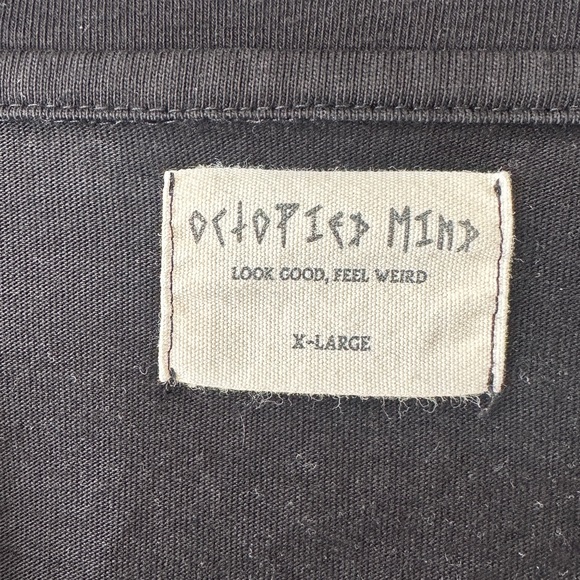 OCTOPIED MIND
LOOK GOOD, FEEL WEIRD
X-LARGE